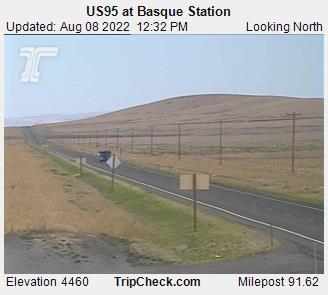 US95 at Basque Station
Updated: Aug 08 2022 12:32 PM Looking North
Elevation 4460 TripCheck.com Milepost 91.62